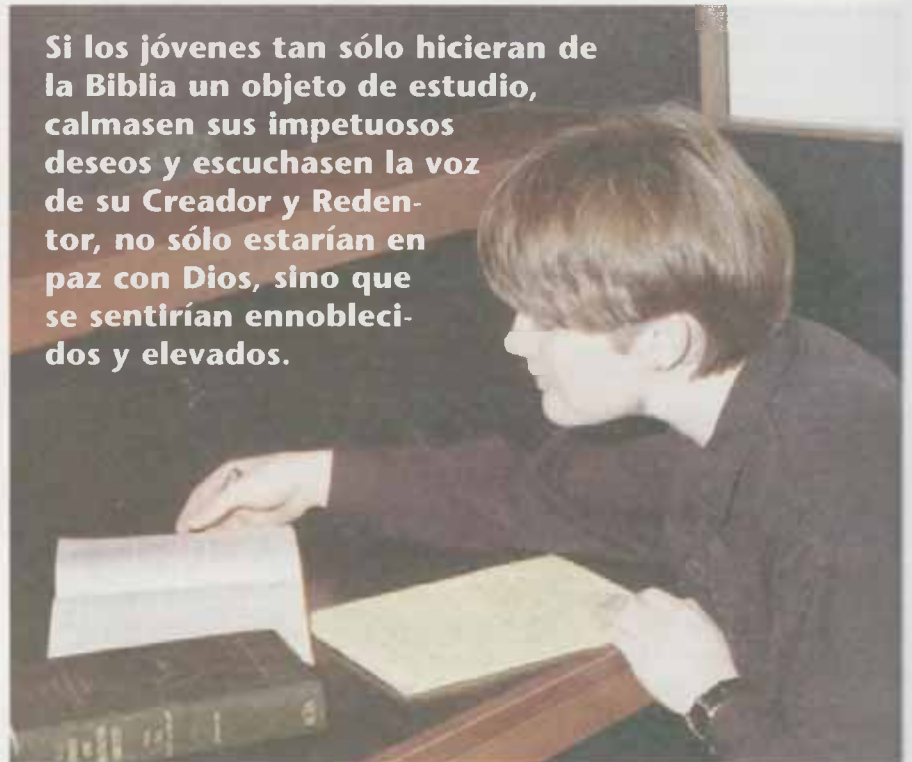 Si los jóvenes tan sólo hicieran de
la Biblia un objeto de estudio,
calmasen sus impetuosos
deseos y escuchasen la voz
de su Creador y Reden-
tor, no sólo estarían en
paz con Dios, sino que
se sentirían ennobleci-
dos y elevados.